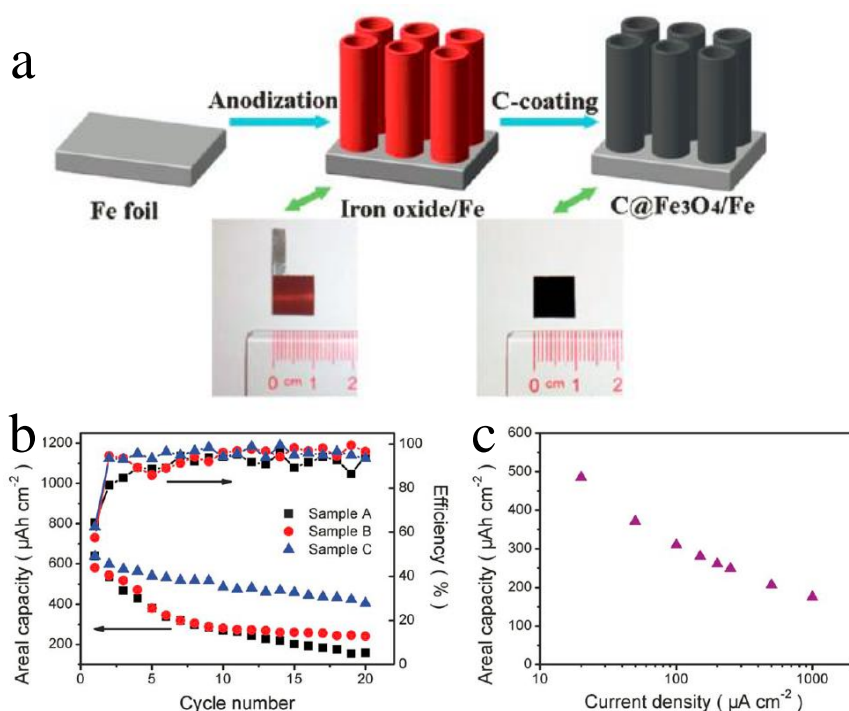 a
Anodization
C-coating
Fe foil
Iron oxide/Fe
C@Fe₃O₄/Fe
0 cm 1 2
0 cm 1 2
b
Areal capacity ( µAh cm⁻² )
1200
1000
800
600
400
200
Sample A
Sample B
Sample C
100
80
60
40
20
0
Efficiency ( % )
0 5 10 15 20
Cycle number
c
Areal capacity ( µAh cm⁻² )
600
500
400
300
200
100
0
10 100 1000
Current density ( µA cm⁻² )